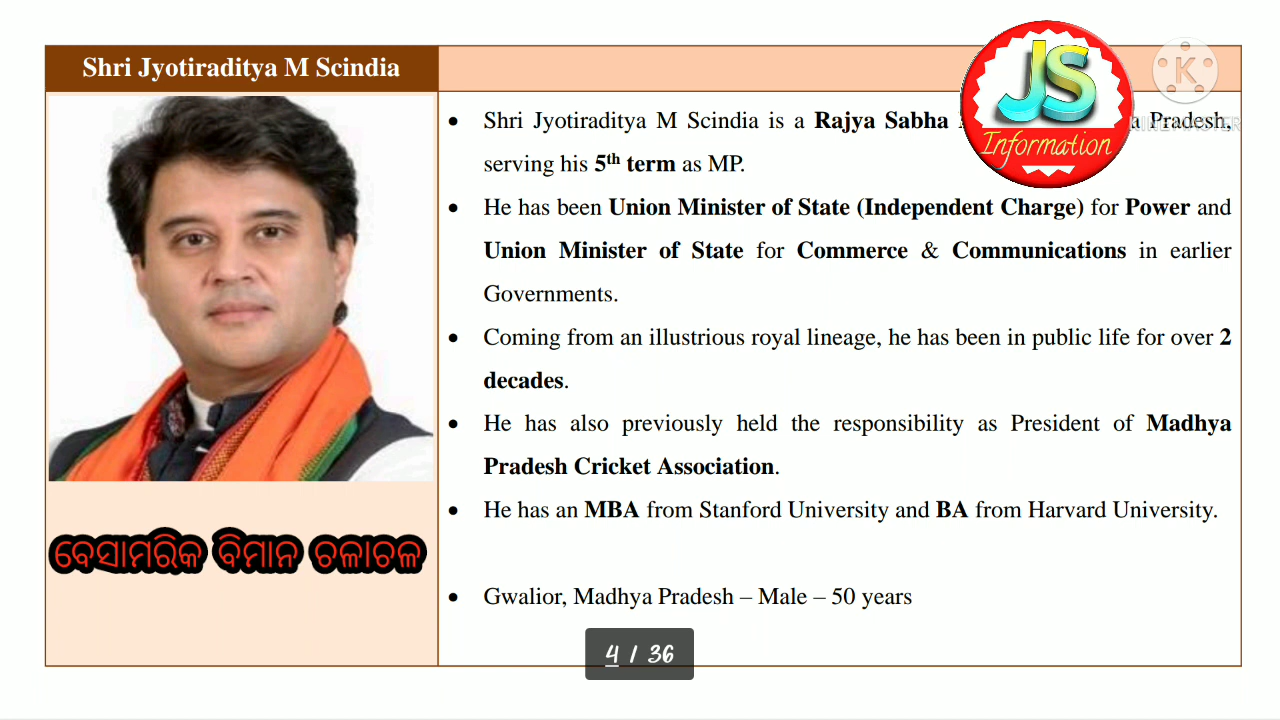 Shri Jyotiraditya M Scindia
JS
Information
K
KINEMASTER
• Shri Jyotiraditya M Scindia is a Rajya Sabha Pradesh,
serving his 5th term as MP.
• He has been Union Minister of State (Independent Charge) for Power and
Union Minister of State for Commerce & Communications in earlier
Governments.
• Coming from an illustrious royal lineage, he has been in public life for over 2
decades.
• He has also previously held the responsibility as President of Madhya
Pradesh Cricket Association.
• He has an MBA from Stanford University and BA from Harvard University.
• Gwalior, Madhya Pradesh – Male – 50 years
ବେସାମରିକ ବିମାନ ଚଳାଚଳ
4 / 36